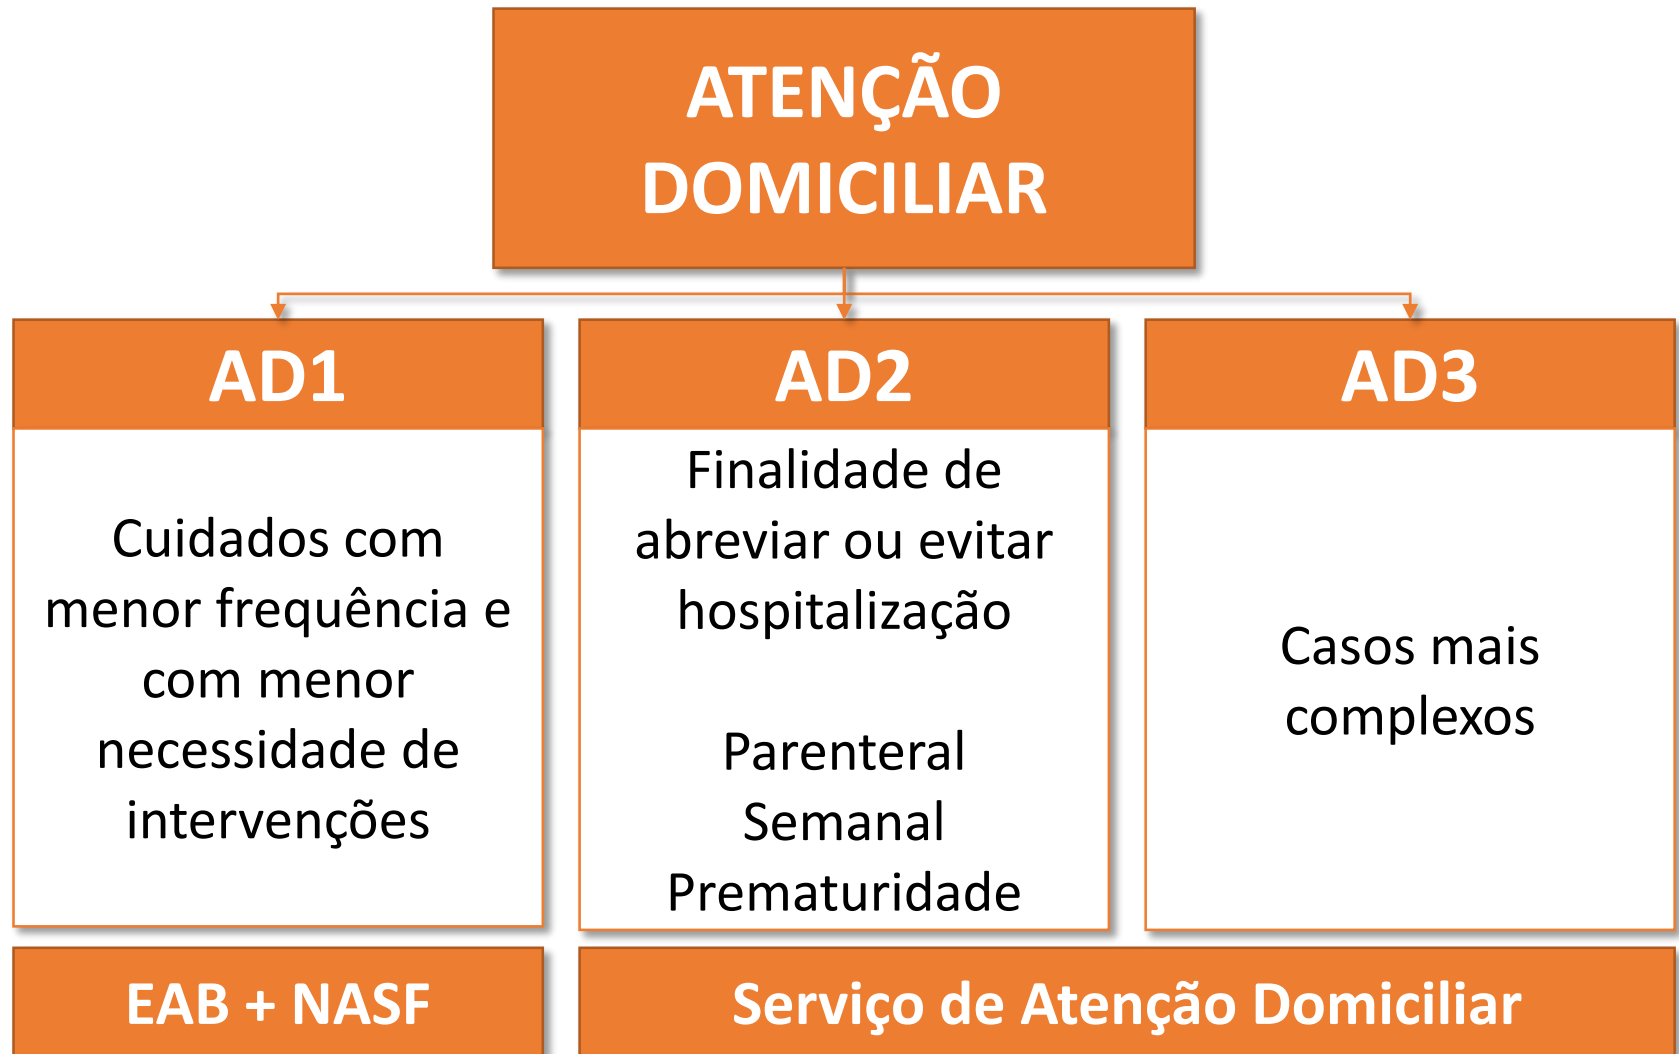 ATENÇÃO
DOMICILIAR
AD1
Cuidados com
menor frequência e
com menor
necessidade de
intervenções
EAB + NASF
AD2
Finalidade de
abreviar ou evitar
hospitalização
Parenteral
Semanal
Prematuridade
AD3
Casos mais
complexos
Serviço de Atenção Domiciliar